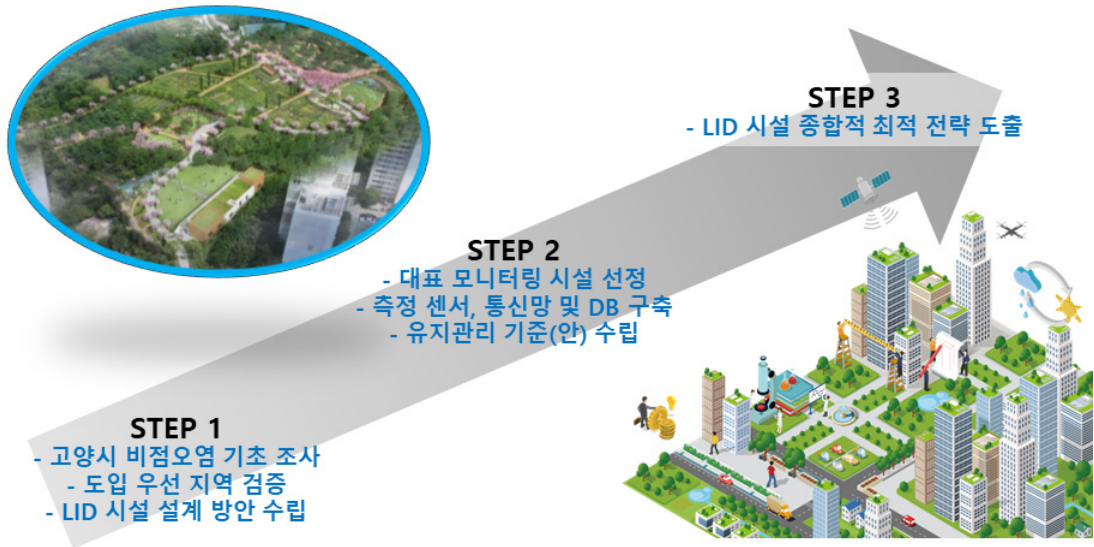 STEP 3
- LID 시설 종합적 최적 전략 도출
STEP 2
- 대표 모니터링 시설 선정
- 측정 센서, 통신망 및 DB 구축
- 유지관리 기준(안) 수립
STEP 1
- 고양시 비점오염 기초 조사
- 도입 우선 지역 검증
- LID 시설 설계 방안 수립